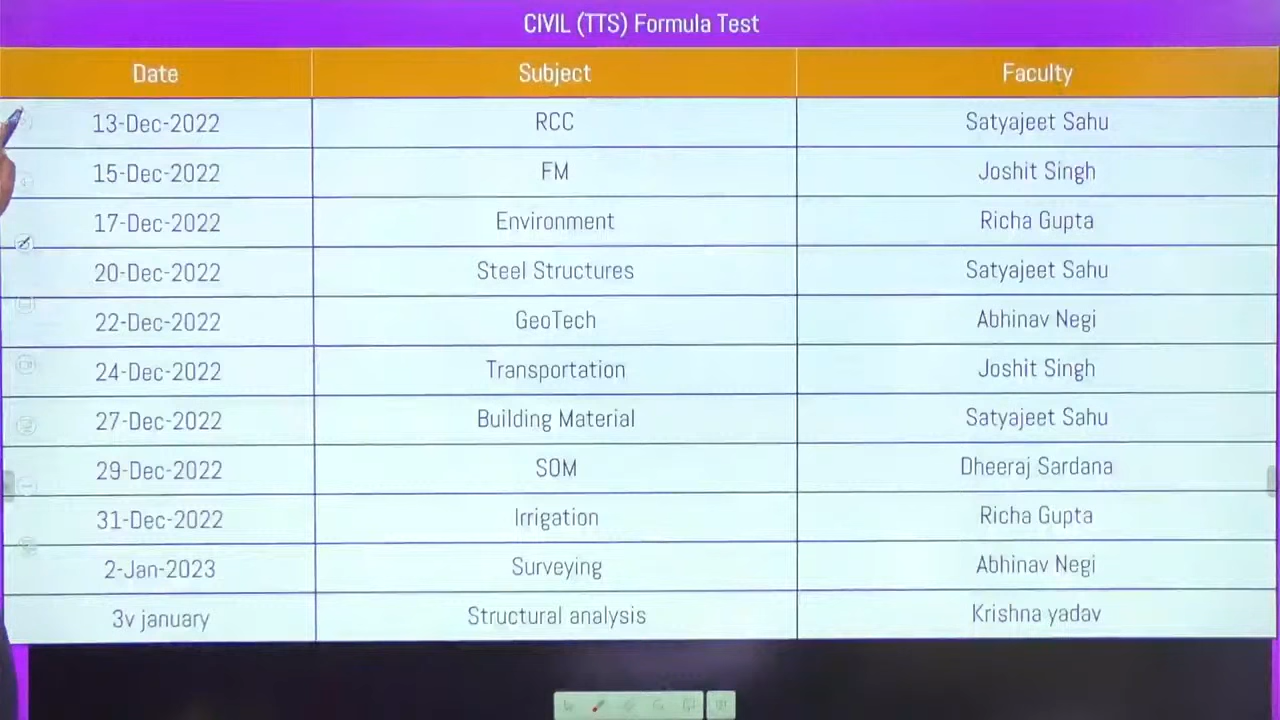 CIVIL (TTS) Formula Test
Date Subject Faculty
13-Dec-2022 RCC Satyajeet Sahu
15-Dec-2022 FM Joshit Singh
17-Dec-2022 Environment Richa Gupta
20-Dec-2022 Steel Structures Satyajeet Sahu
22-Dec-2022 GeoTech Abhinav Negi
24-Dec-2022 Transportation Joshit Singh
27-Dec-2022 Building Material Satyajeet Sahu
29-Dec-2022 SOM Dheeraj Sardana
31-Dec-2022 Irrigation Richa Gupta
2-Jan-2023 Surveying Abhinav Negi
3v january Structural analysis Krishna yadav